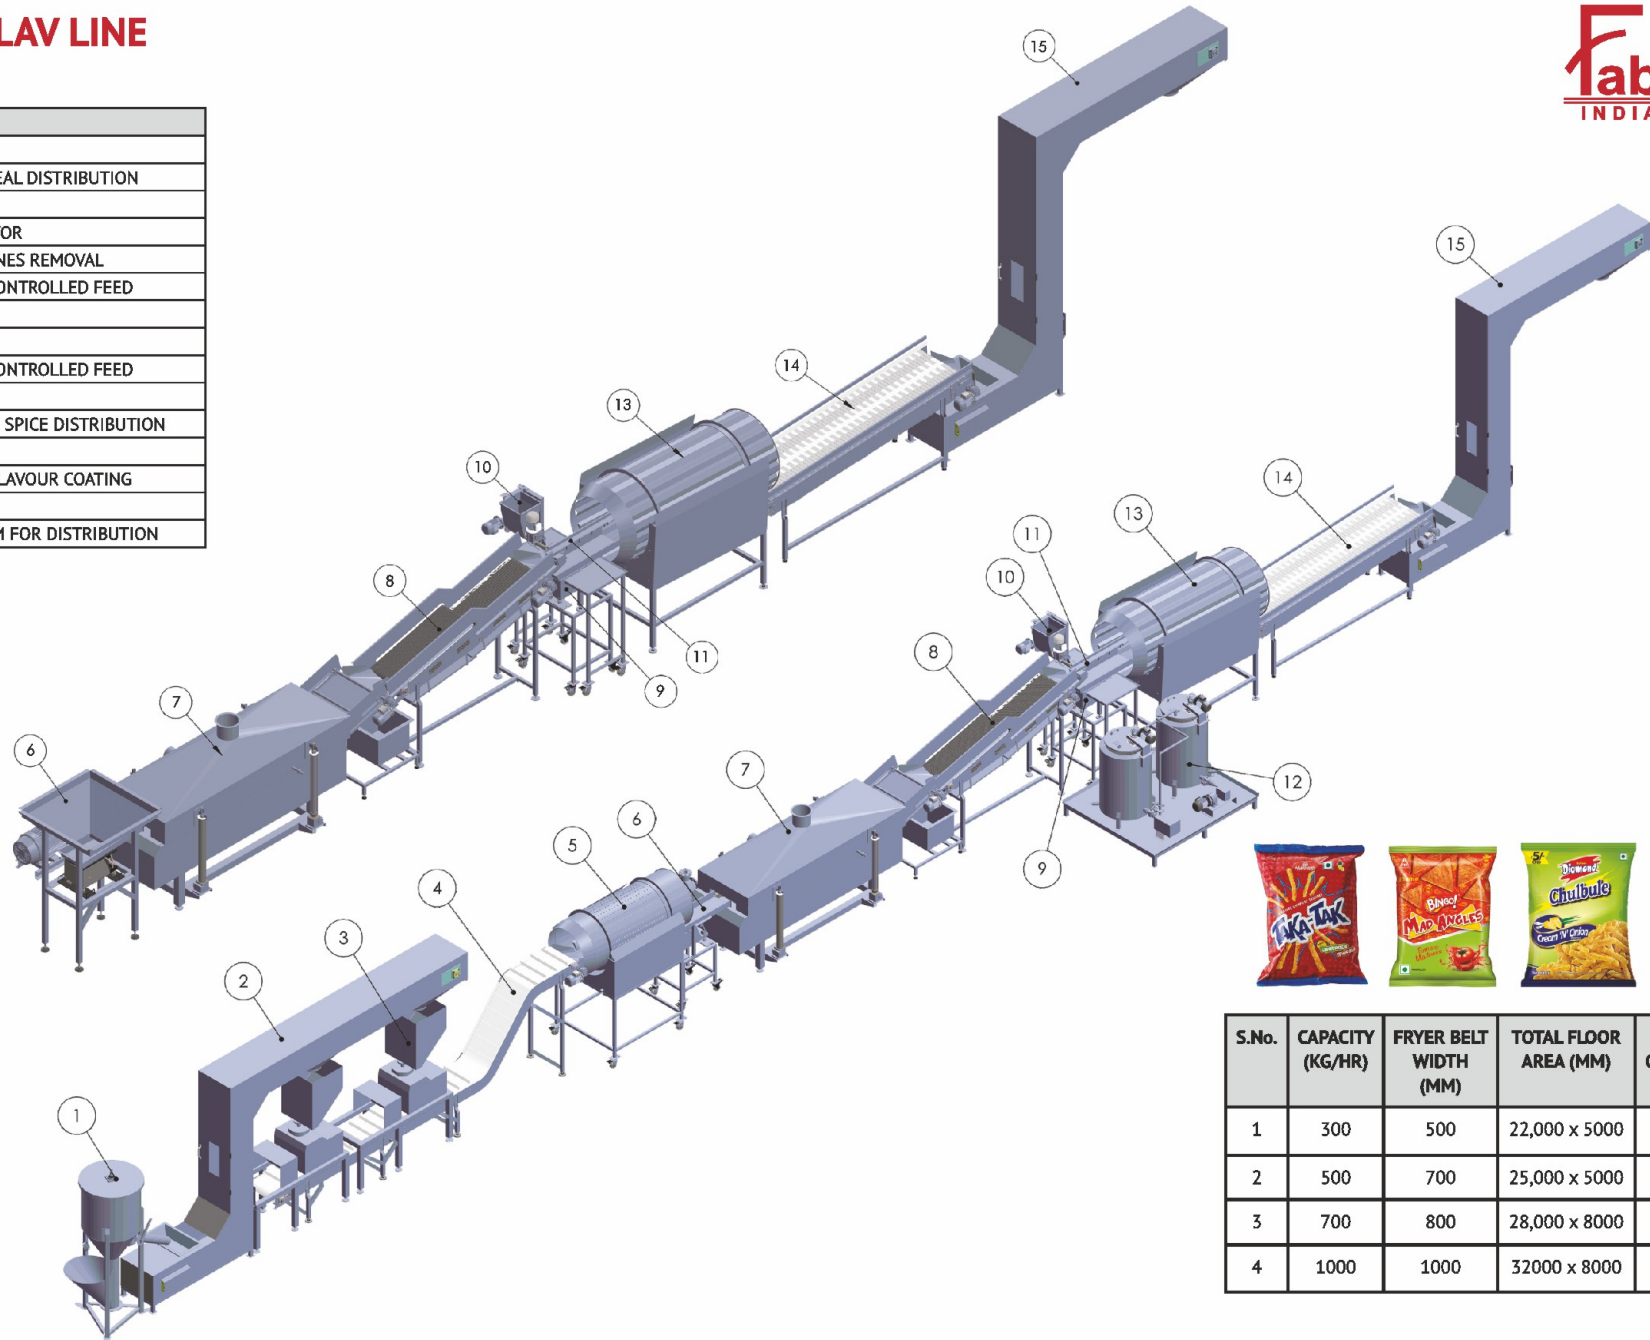 LAV LINE
Fab
INDIA
EAL DISTRIBUTION
TOR
NES REMOVAL
ONTROLLED FEED
ONTROLLED FEED
SPICE DISTRIBUTION
LAVOUR COATING
M FOR DISTRIBUTION
15
15
14
13
10
8
11
9
7
6
14
13
11
10
8
12
9
7
6
5
4
3
2
1
TAKA-TAK
BINGO!
MAD ANGLES
5/-
Diamond
Chulbule
Cream 'N' Onion
S.No. CAPACITY (KG/HR) FRYER BELT WIDTH (MM) TOTAL FLOOR AREA (MM)
1 300 500 22,000 x 5000
2 500 700 25,000 x 5000
3 700 800 28,000 x 8000
4 1000 1000 32000 x 8000